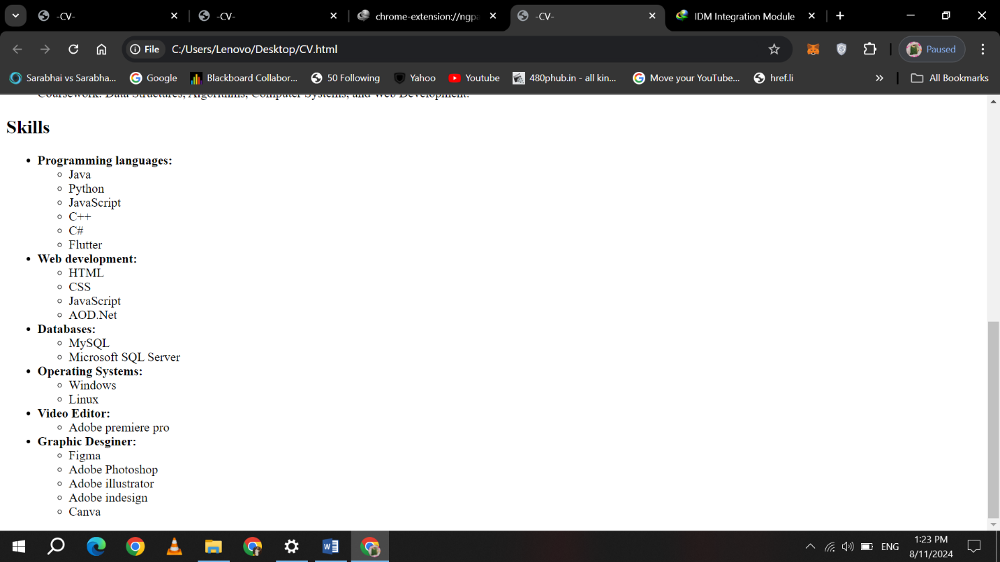 -CV-
-CV-
chrome-extension://ngpa
-CV-
IDM Integration Module
File
C:/Users/Lenovo/Desktop/CV.html
Paused
Sarabhai vs Sarabha...
Google
Blackboard Collabor...
50 Following
Yahoo
Youtube
480phub.in - all kin...
Move your YouTube...
href.li
»
All Bookmarks
Coursework: Data Structures, Algorithms, Computer Systems, and Web Development.
Skills
Programming languages:
Java
Python
JavaScript
C++
C#
Flutter
Web development:
HTML
CSS
JavaScript
AOD.Net
Databases:
MySQL
Microsoft SQL Server
Operating Systems:
Windows
Linux
Video Editor:
Adobe premiere pro
Graphic Desginer:
Figma
Adobe Photoshop
Adobe illustrator
Adobe indesign
Canva
ENG
1:23 PM
8/11/2024